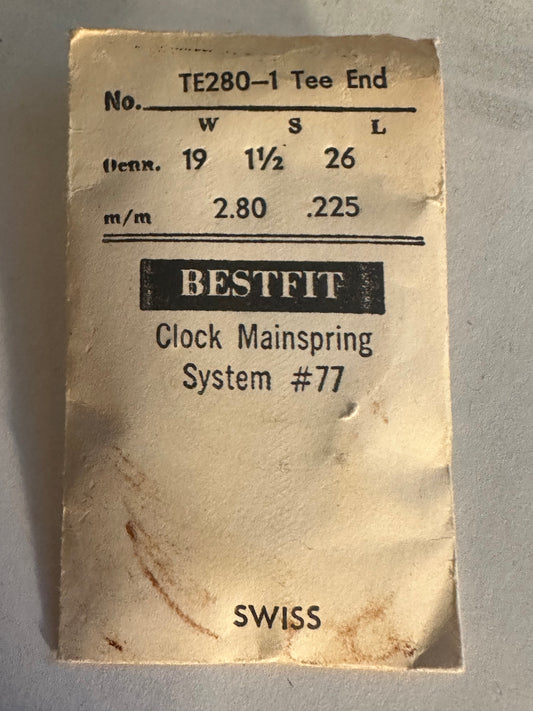 No. TE280-1 Tee End
W S L
Denn. 19 1½ 26
m/m 2.80 .225
BESTFIT
Clock Mainspring
System #77
SWISS